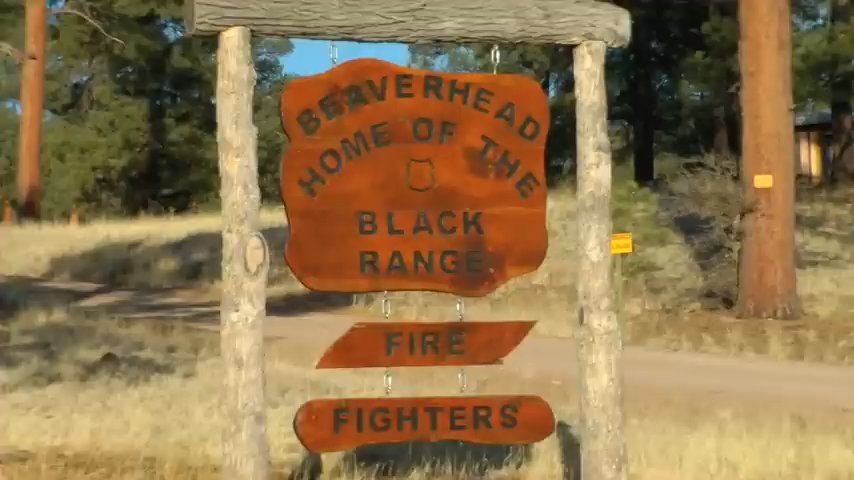 BEAVERHEAD
HOME OF THE
BLACK
RANGE
FIRE
FIGHTERS